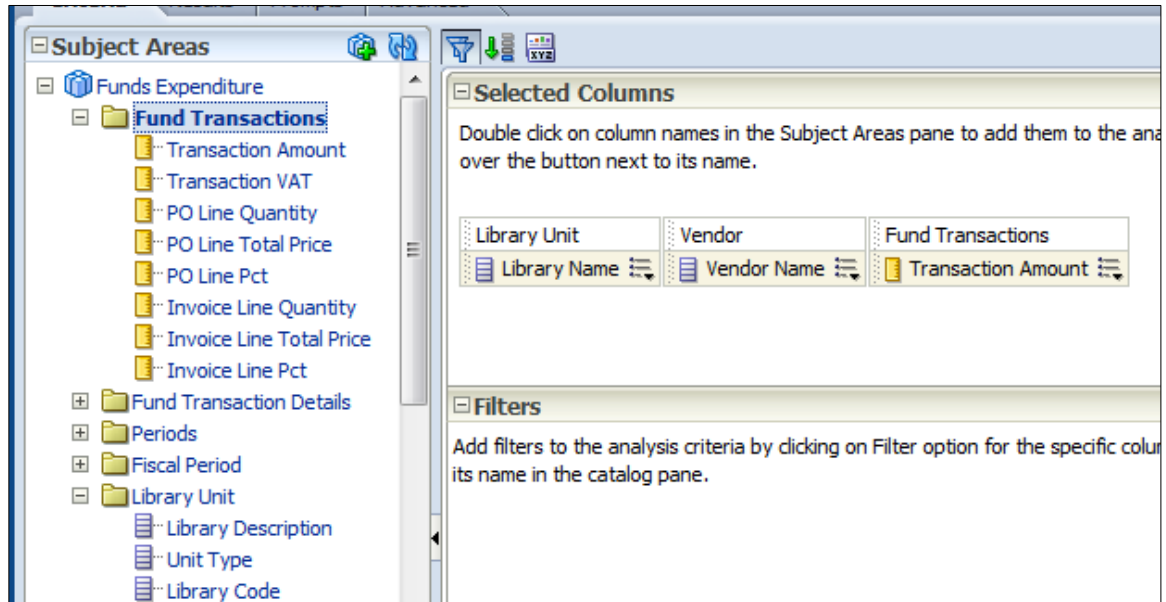 Subject Areas
Funds Expenditure
Fund Transactions
Transaction Amount
Transaction VAT
PO Line Quantity
PO Line Total Price
PO Line Pct
Invoice Line Quantity
Invoice Line Total Price
Invoice Line Pct
Fund Transaction Details
Periods
Fiscal Period
Library Unit
Library Description
Unit Type
Library Code
XYZ
Selected Columns
Double click on column names in the Subject Areas pane to add them to the ana
over the button next to its name.
Library Unit Vendor Fund Transactions
Library Name Vendor Name Transaction Amount
Filters
Add filters to the analysis criteria by clicking on Filter option for the specific colu
its name in the catalog pane.